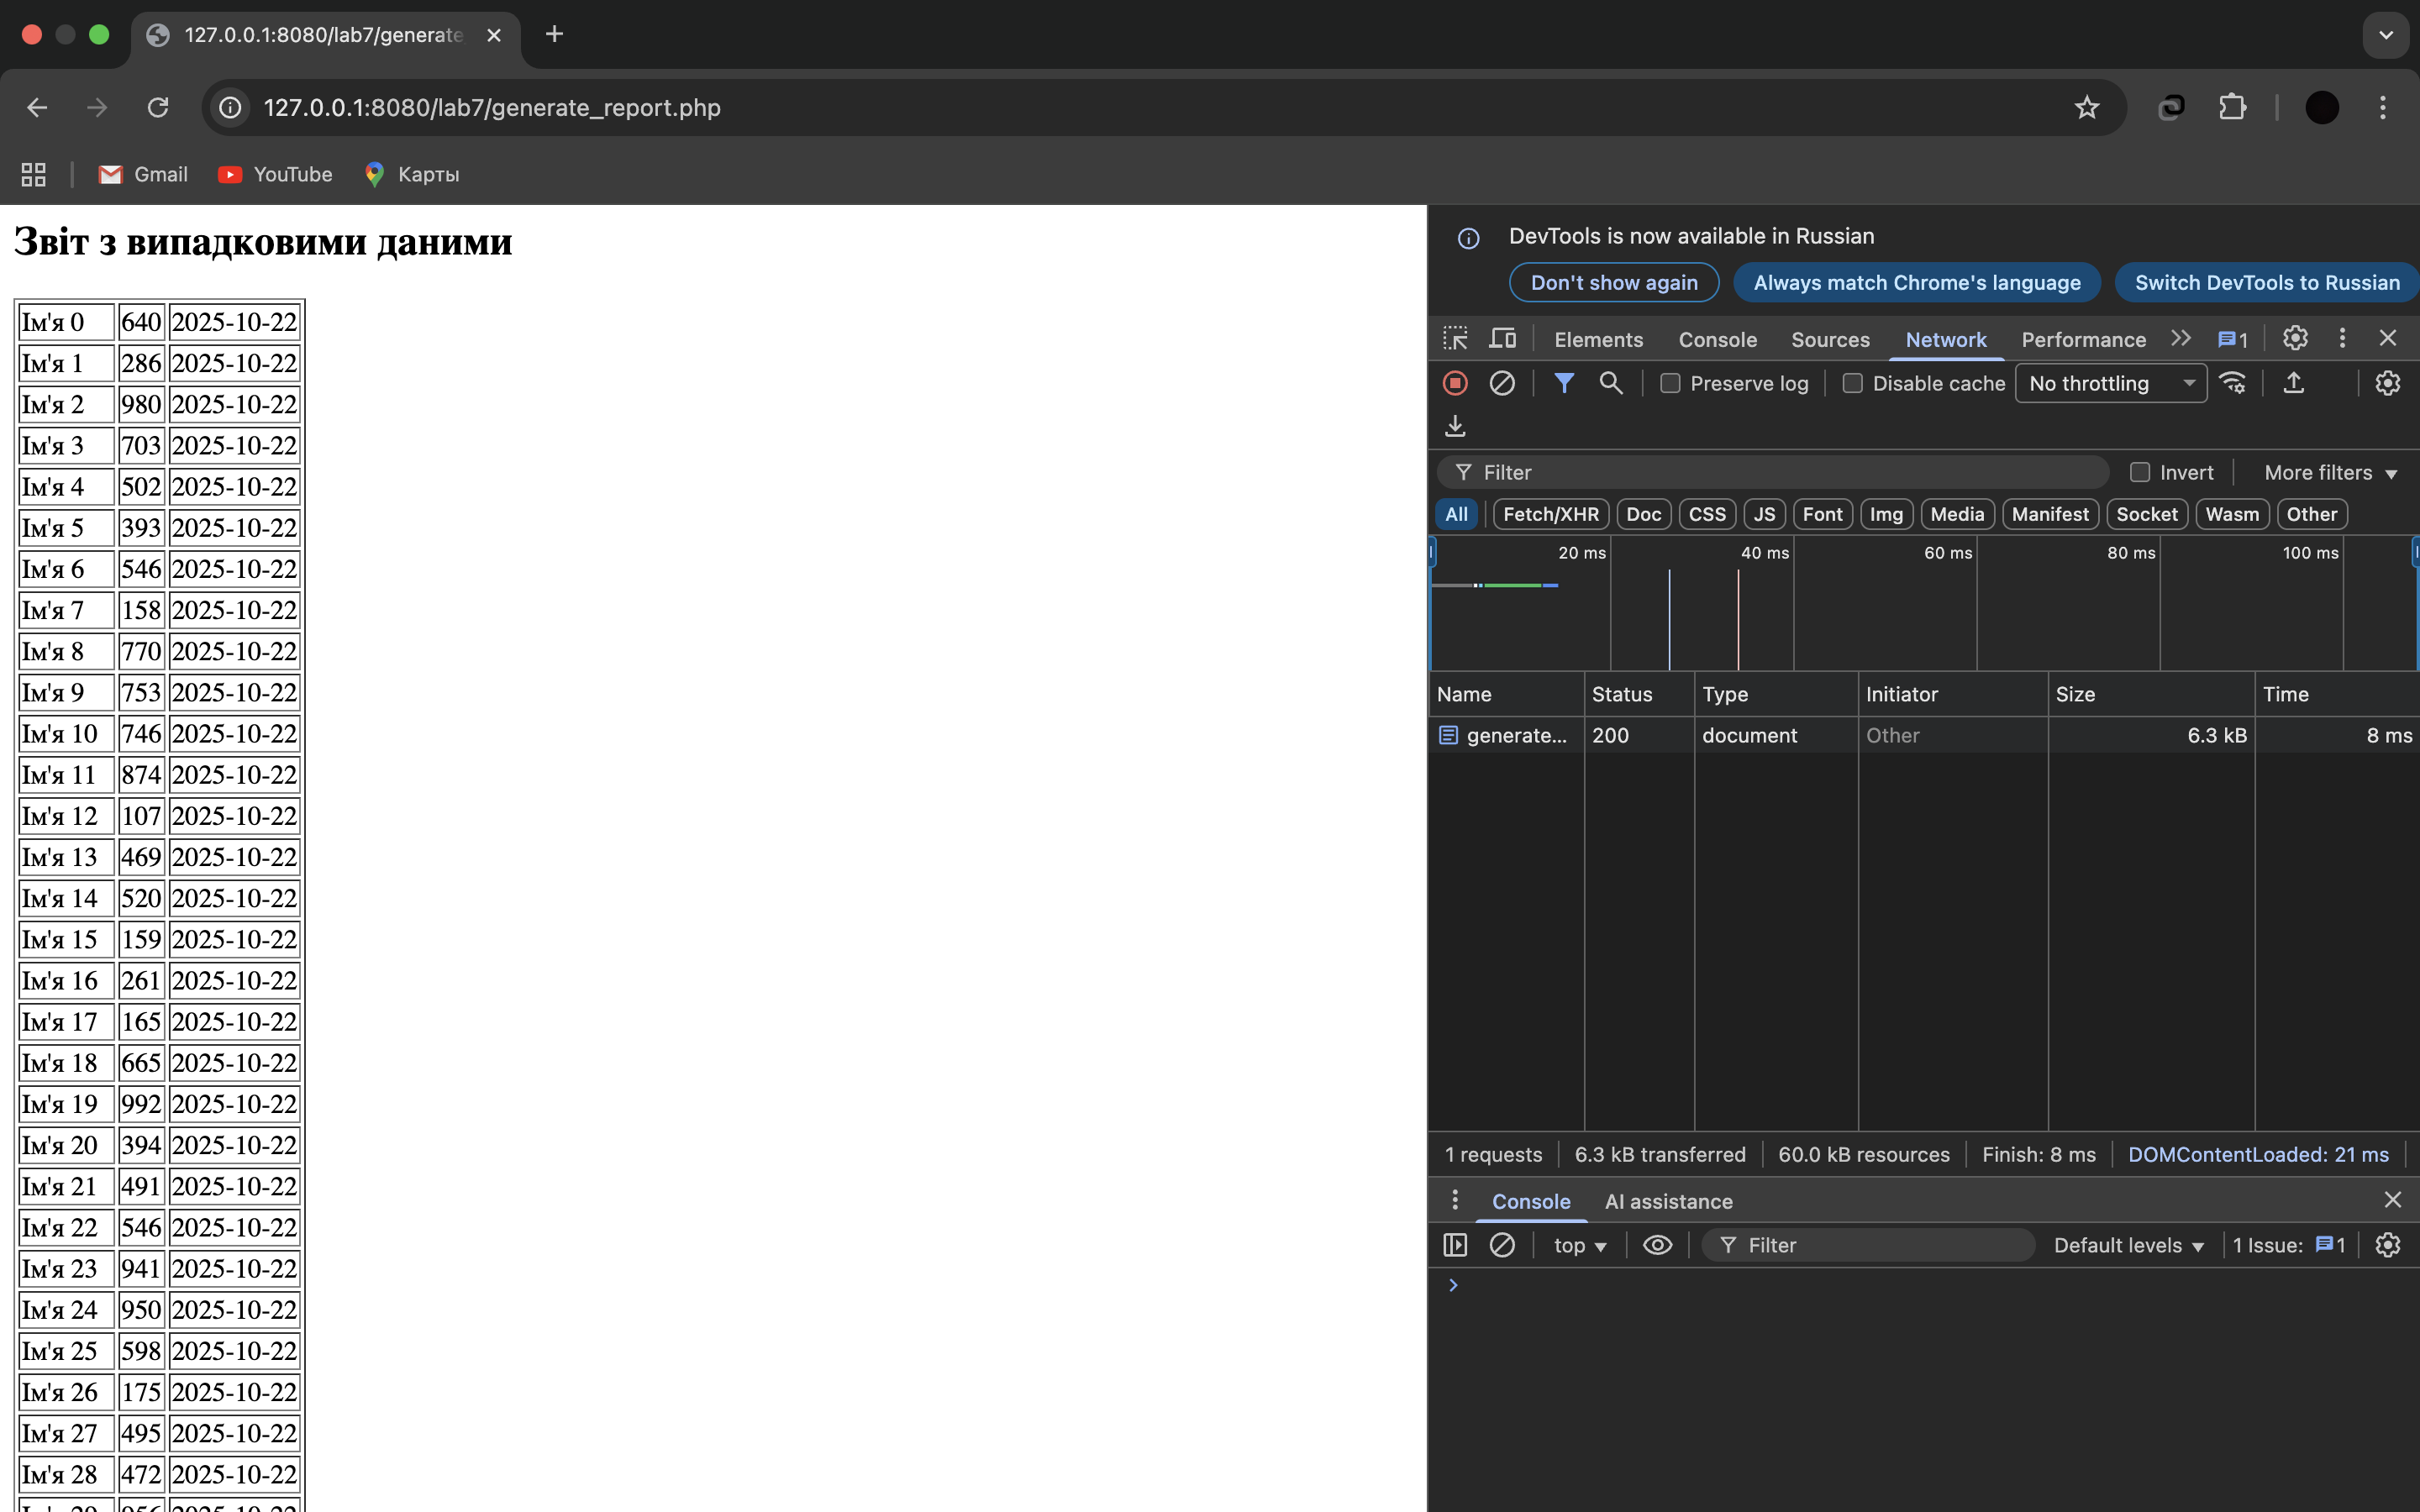 127.0.0.1:8080/lab7/generate
127.0.0.1:8080/lab7/generate_report.php
Gmail YouTube Карты
Звіт з випадковими даними
Ім'я 0 640 2025-10-22
Ім'я 1 286 2025-10-22
Ім'я 2 980 2025-10-22
Ім'я 3 703 2025-10-22
Ім'я 4 502 2025-10-22
Ім'я 5 393 2025-10-22
Ім'я 6 546 2025-10-22
Ім'я 7 158 2025-10-22
Ім'я 8 770 2025-10-22
Ім'я 9 753 2025-10-22
Ім'я 10 746 2025-10-22
Ім'я 11 874 2025-10-22
Ім'я 12 107 2025-10-22
Ім'я 13 469 2025-10-22
Ім'я 14 520 2025-10-22
Ім'я 15 159 2025-10-22
Ім'я 16 261 2025-10-22
Ім'я 17 165 2025-10-22
Ім'я 18 665 2025-10-22
Ім'я 19 992 2025-10-22
Ім'я 20 394 2025-10-22
Ім'я 21 491 2025-10-22
Ім'я 22 546 2025-10-22
Ім'я 23 941 2025-10-22
Ім'я 24 950 2025-10-22
Ім'я 25 598 2025-10-22
Ім'я 26 175 2025-10-22
Ім'я 27 495 2025-10-22
Ім'я 28 472 2025-10-22
DevTools is now available in Russian
Don't show again Always match Chrome's language Switch DevTools to Russian
Elements Console Sources Network Performance 1
Preserve log Disable cache No throttling
Filter Invert More filters
All Fetch/XHR Doc CSS JS Font Img Media Manifest Socket Wasm Other
20 ms 40 ms 60 ms 80 ms 100 ms
Name Status Type Initiator Size Time
generate... 200 document Other 6.3 kB 8 ms
1 requests 6.3 kB transferred 60.0 kB resources Finish: 8 ms DOMContentLoaded: 21 ms
Console AI assistance
top Filter Default levels 1 Issue: 1